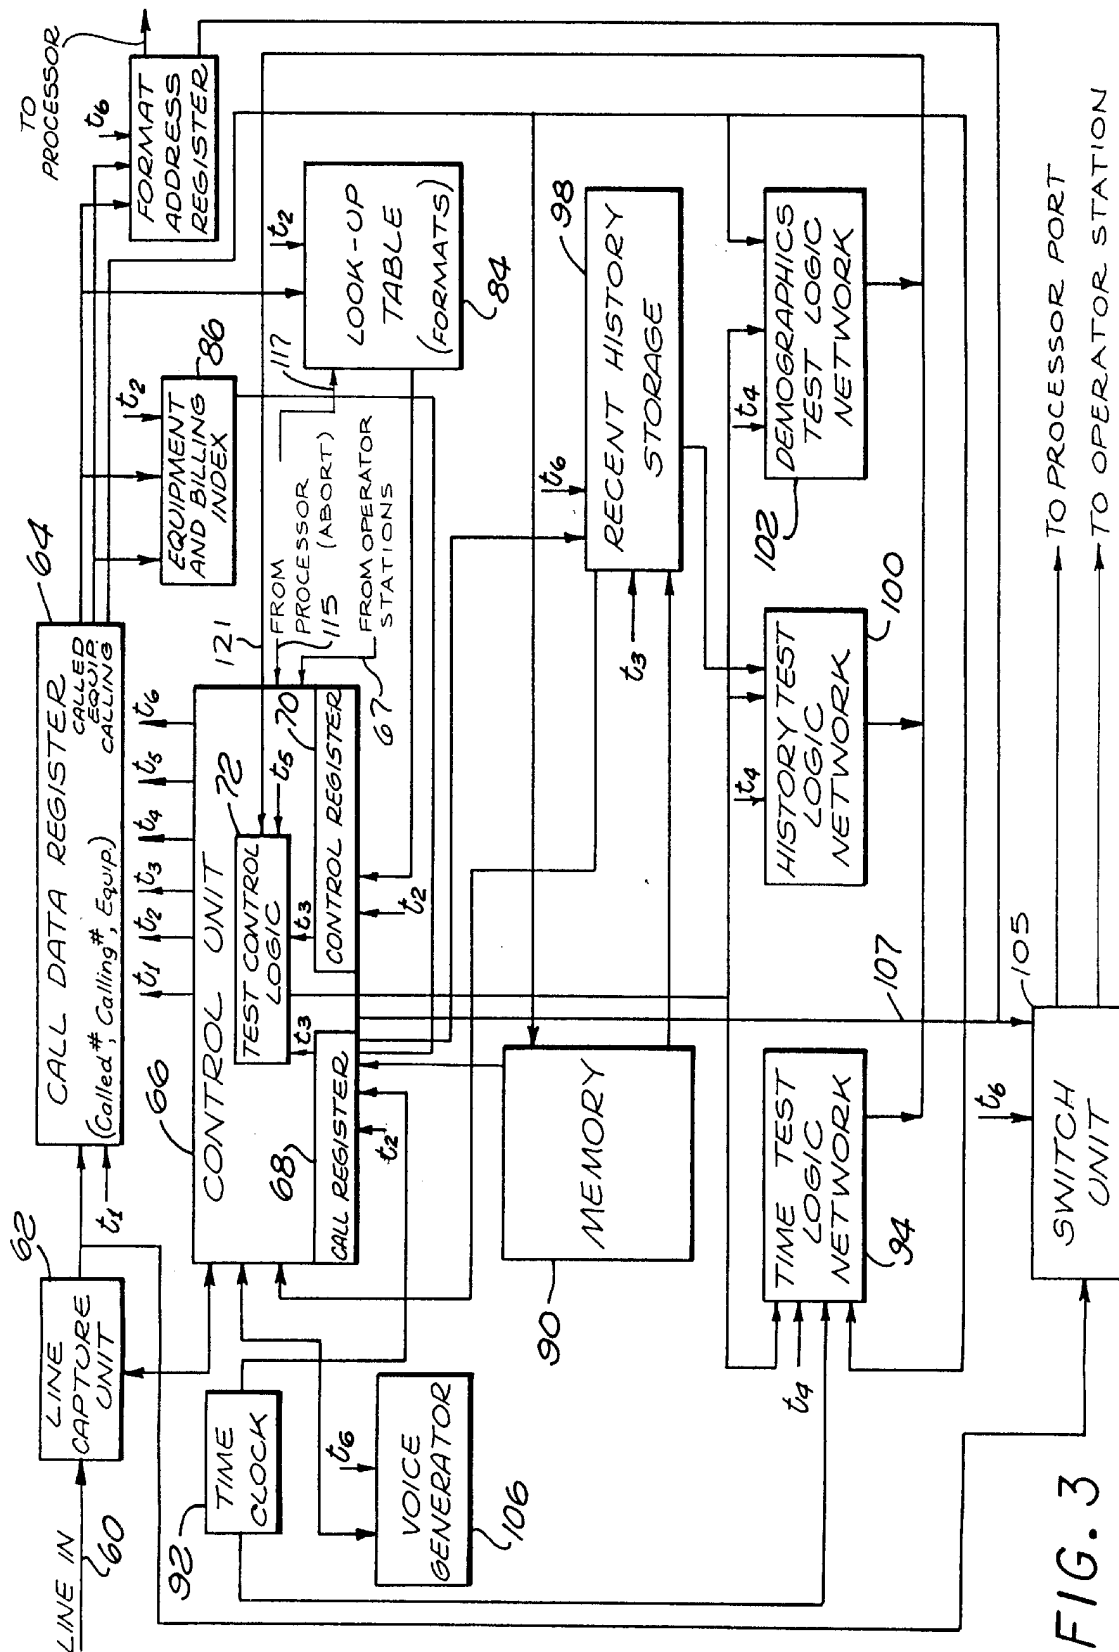 LINE IN
60
LINE
CAPTURE
UNIT
62
t1
CALL DATA REGISTER
(Called#, Calling#, Equip.)
CALLED
EQUIP.
CALLING
64
TO
PROCESSOR
FORMAT
ADDRESS
REGISTER
t6
EQUIPMENT
AND BILLING
INDEX
86
t2
LOOK-UP
TABLE
(FORMATS)
84
t2
117
121
FROM
PROCESSOR
115 (ABORT)
FROM OPERATOR
STATIONS
67
66
CONTROL UNIT
t1
t2
t3
t4
t5
t6
TEST CONTROL
LOGIC
72
t5
t3
t3
68
CALL REGISTER
70
CONTROL REGISTER
t2
t2
92
TIME
CLOCK
VOICE
GENERATOR
106
t6
MEMORY
90
RECENT HISTORY
STORAGE
98
t6
t3
TIME TEST
LOGIC
NETWORK
94
t4
HISTORY TEST
LOGIC
NETWORK
100
t4
DEMOGRAPHICS
TEST LOGIC
NETWORK
102
t4
107
105
t6
SWITCH
UNIT
TO PROCESSOR PORT
TO OPERATOR STATION
FIG. 3